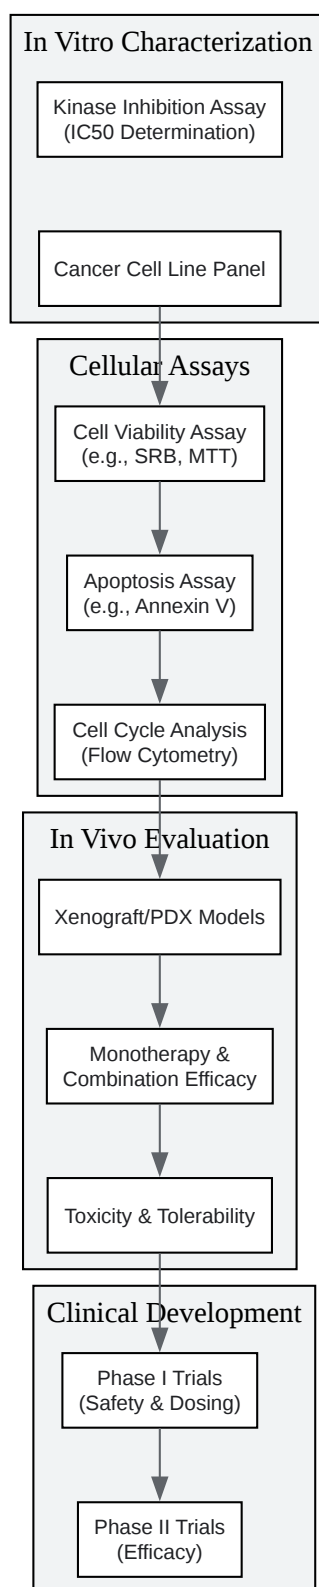 In Vitro Characterization
Kinase Inhibition Assay
(IC50 Determination)
Cancer Cell Line Panel
Cellular Assays
Cell Viability Assay
(e.g., SRB, MTT)
Apoptosis Assay
(e.g., Annexin V)
Cell Cycle Analysis
(Flow Cytometry)
In Vivo Evaluation
Xenograft/PDX Models
Monotherapy &
Combination Efficacy
Toxicity & Tolerability
Clinical Development
Phase I Trials
(Safety & Dosing)
Phase II Trials
(Efficacy)